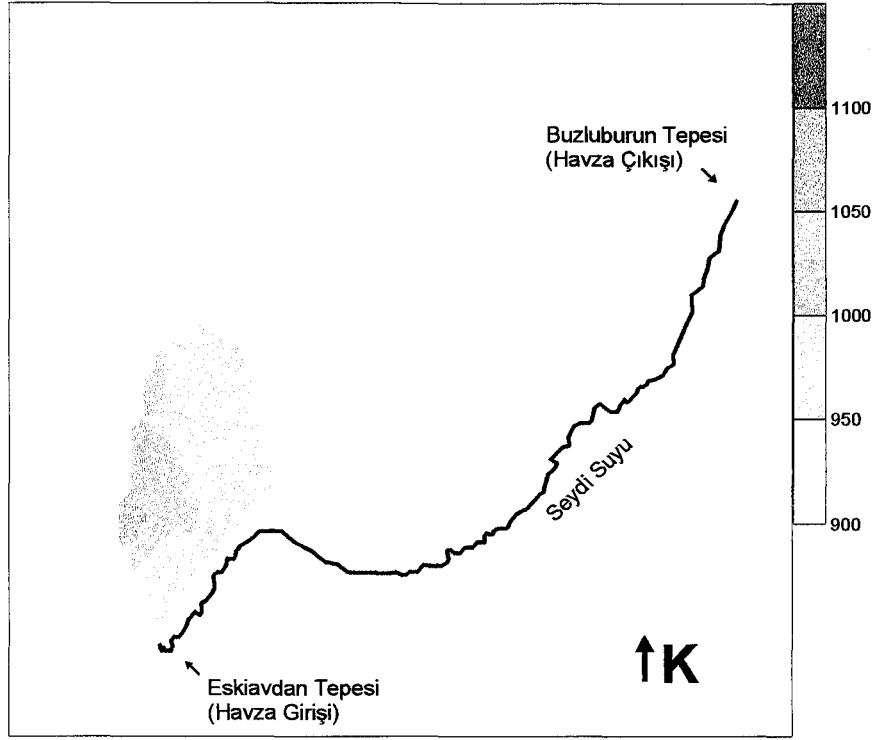 1100
Buzluburun Tepesi
(Havza Çıkışı)
1050
1000
950
Seydi Suyu
900
K
Eskiavdan Tepesi
(Havza Girişi)